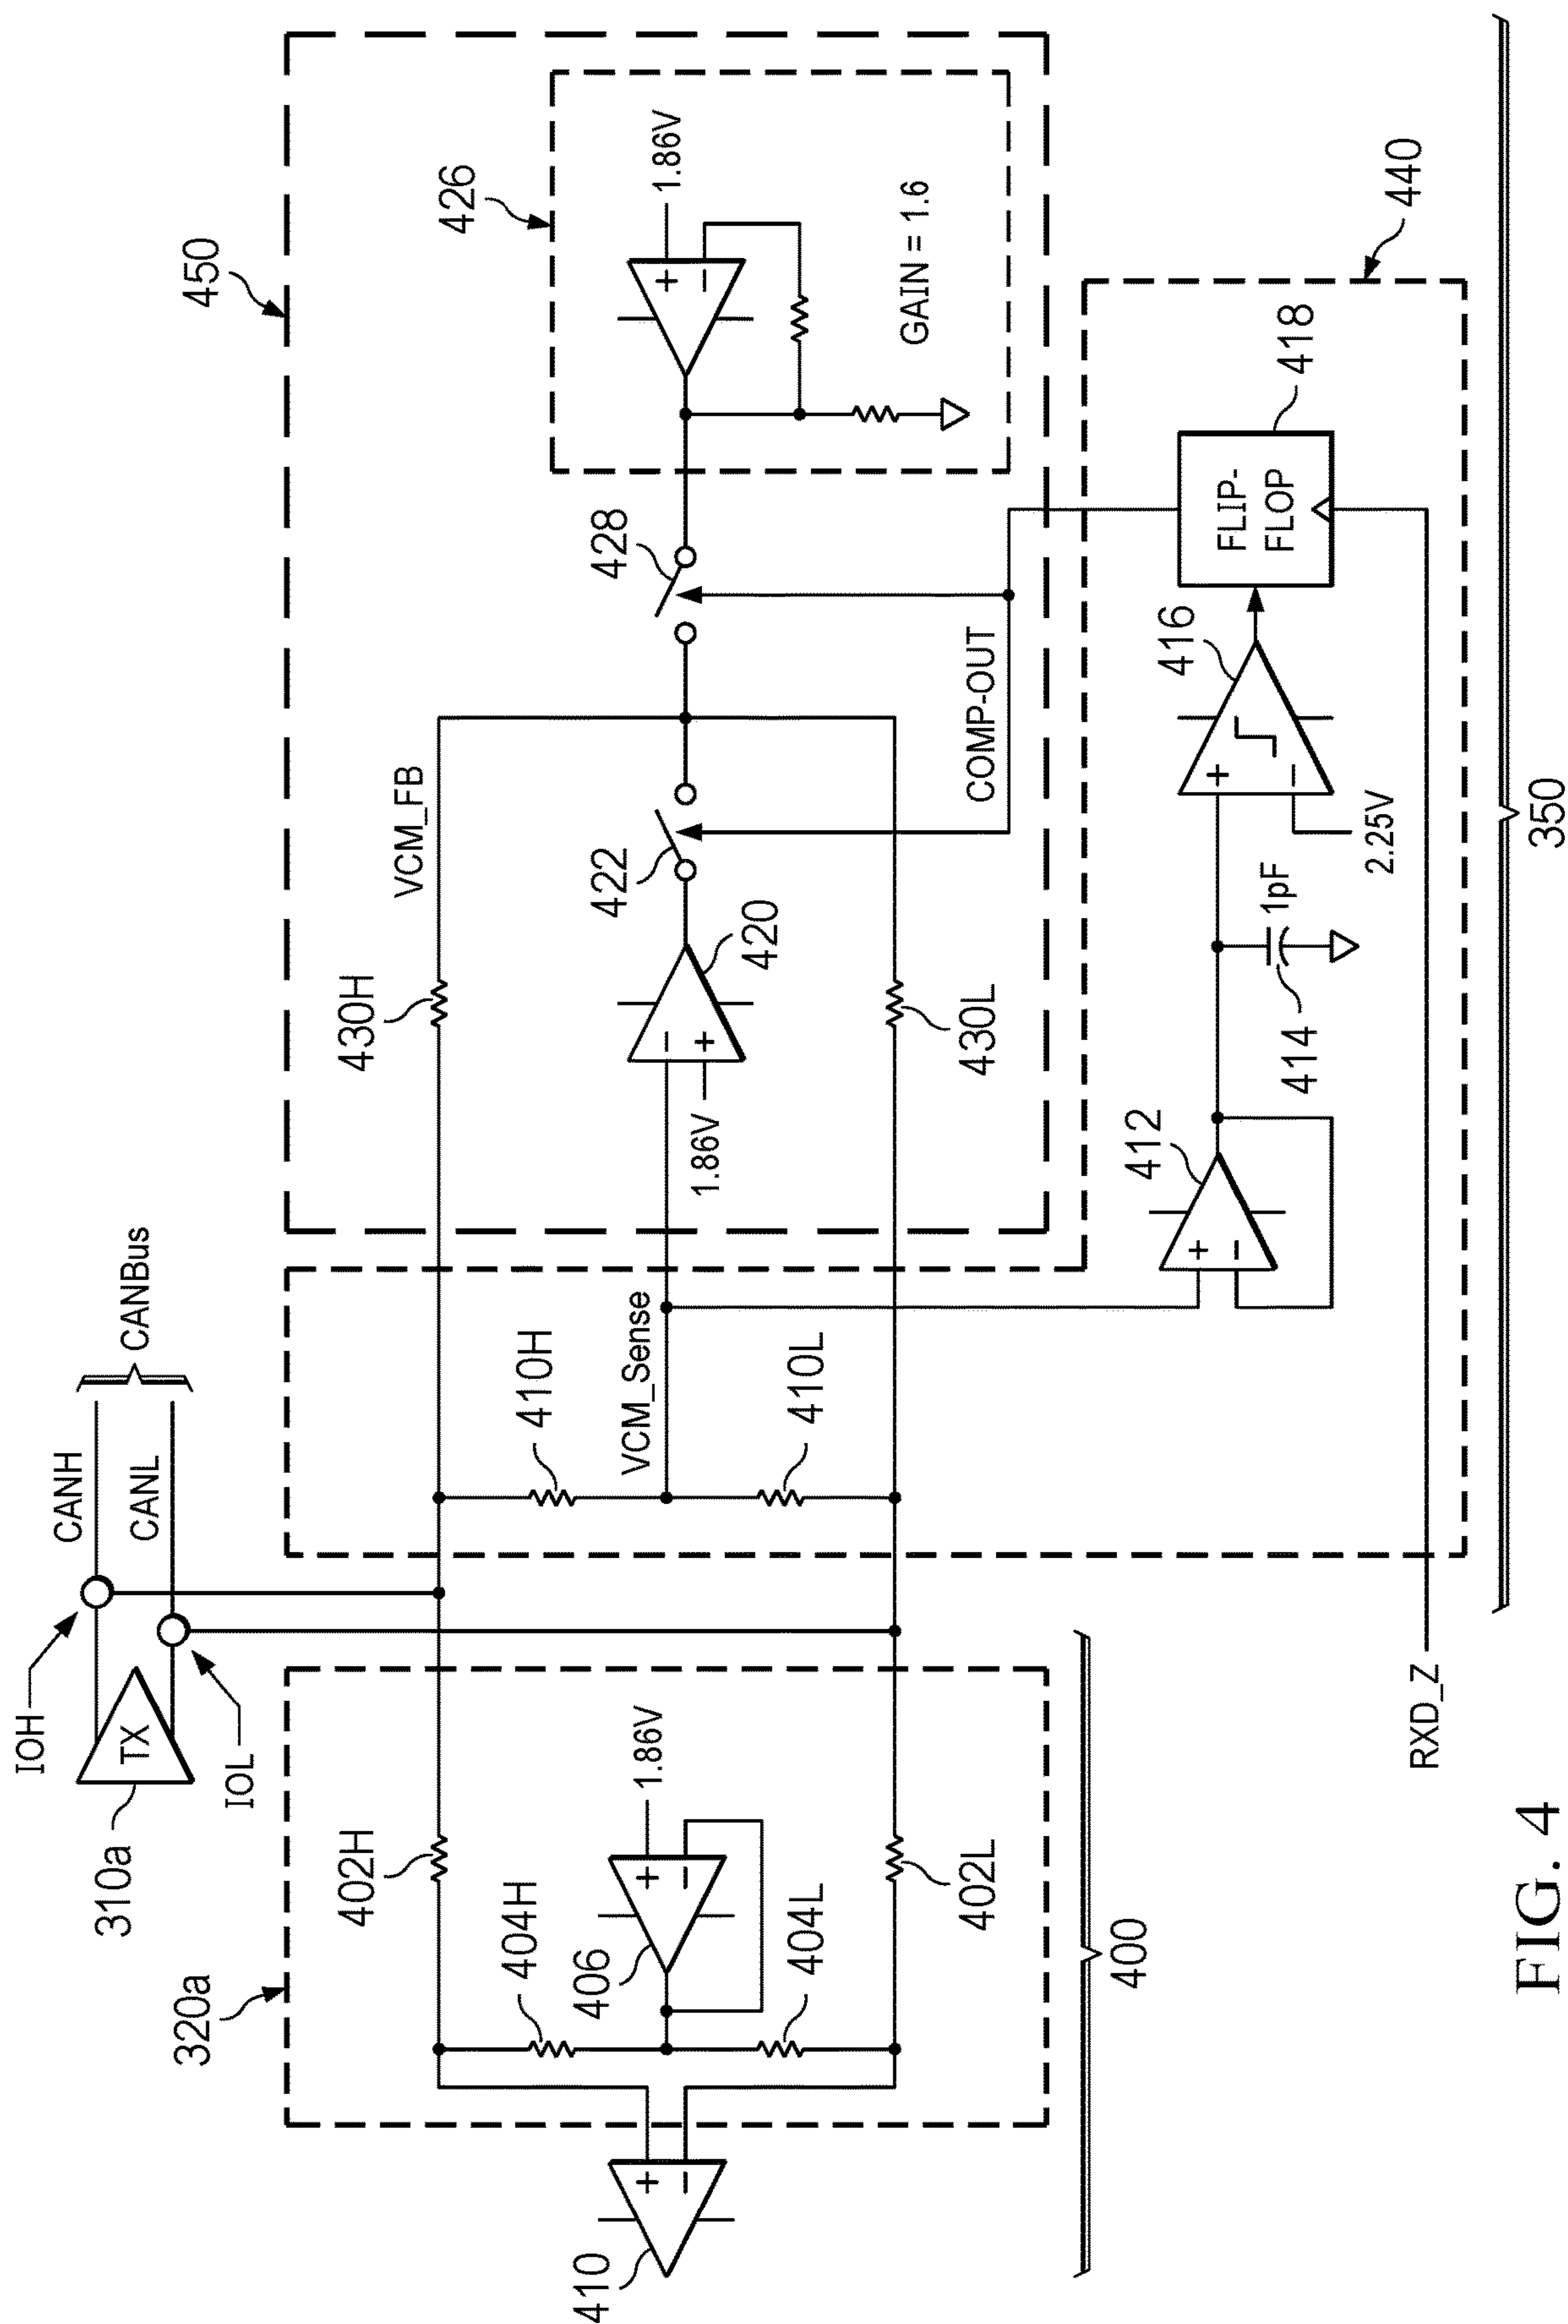 450
426
1.86V
+
−
GAIN = 1.6
428
440
418
FLIP-
FLOP
416
+
−
2.25V
COMP-OUT
VCM_FB
422
420
−
+
1.86V
430H
430L
1pF
414
412
+
−
350
CANBus
CANH
CANL
410H
VCM_Sense
410L
IOH
IOL
TX
310a
RXD_Z
320a
402H
1.86V
+
−
404H
406
404L
402L
400
+
−
410
FIG. 4